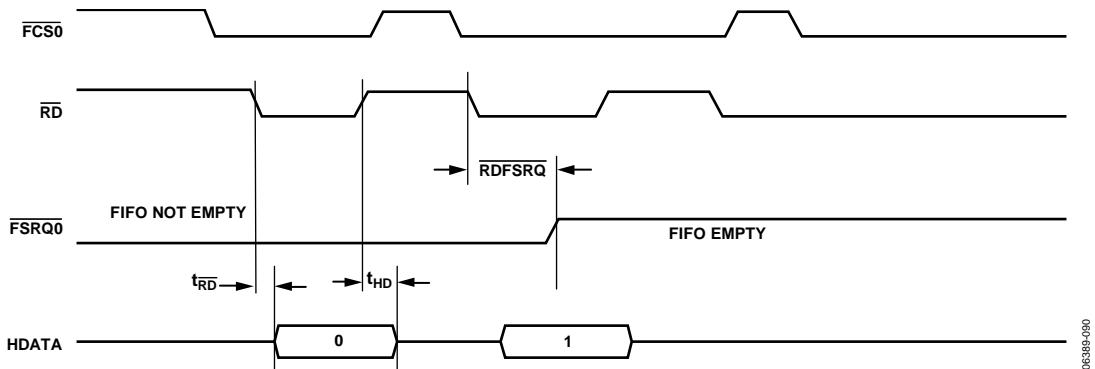 FCS0
RD
RDFSRQ
FIFO NOT EMPTY
FSRQ0
FIFO EMPTY
tRD
tHD
HDATA
0
1
06389-090